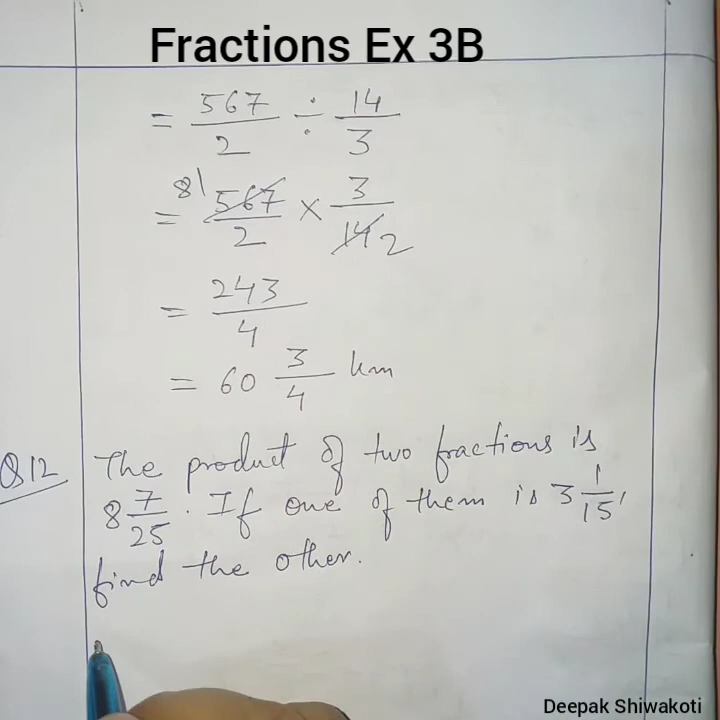 Fractions Ex 3B
= 567/2 ÷ 14/3
= 81 567/2 × 3/14 2
= 243/4
= 60 3/4 km
Q12 The product of two fractions is
8 7/25. If one of them is 3 1/15,
find the other.
Deepak Shiwakoti